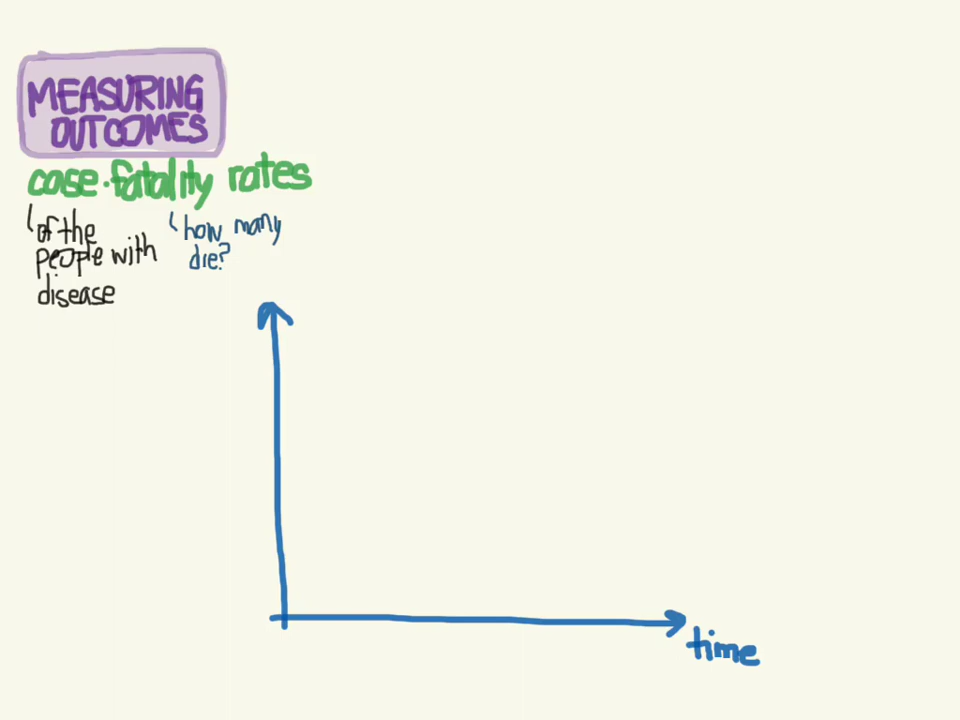 MEASURING
OUTCOMES
case-fatality rates
of the
people with
disease
how many
die?
time